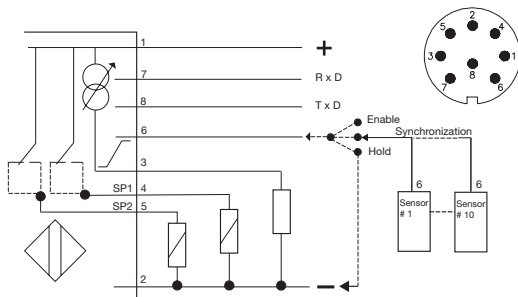 1
+
7
R x D
8
T x D
6
Enable
Synchronization
Hold
3
SP1 4
SP2 5
2
−
2
5
4
3
1
8
7
6
6
6
Sensor
# 1
Sensor
# 10